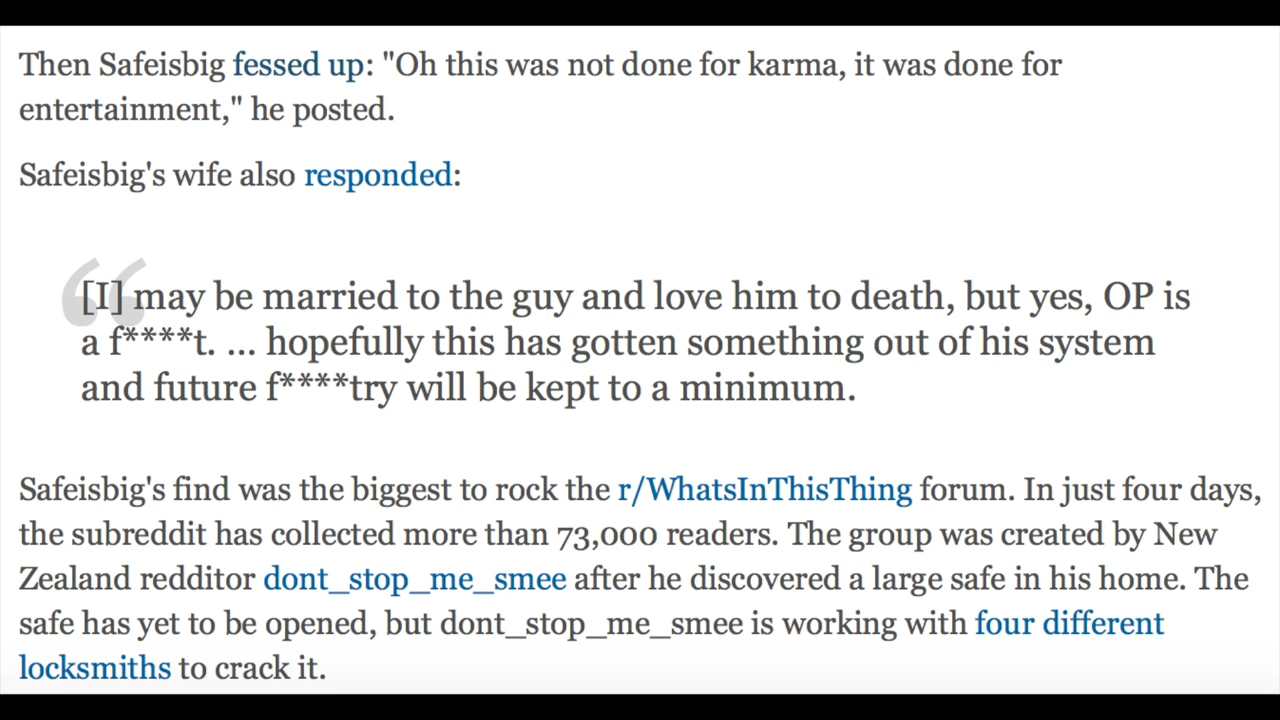 Then Safeisbig fessed up: "Oh this was not done for karma, it was done for
entertainment," he posted.
Safeisbig's wife also responded:
“
[I] may be married to the guy and love him to death, but yes, OP is
a f****t. ... hopefully this has gotten something out of his system
and future f****try will be kept to a minimum.
Safeisbig's find was the biggest to rock the r/WhatsInThisThing forum. In just four days,
the subreddit has collected more than 73,000 readers. The group was created by New
Zealand redditor dont_stop_me_smee after he discovered a large safe in his home. The
safe has yet to be opened, but dont_stop_me_smee is working with four different
locksmiths to crack it.